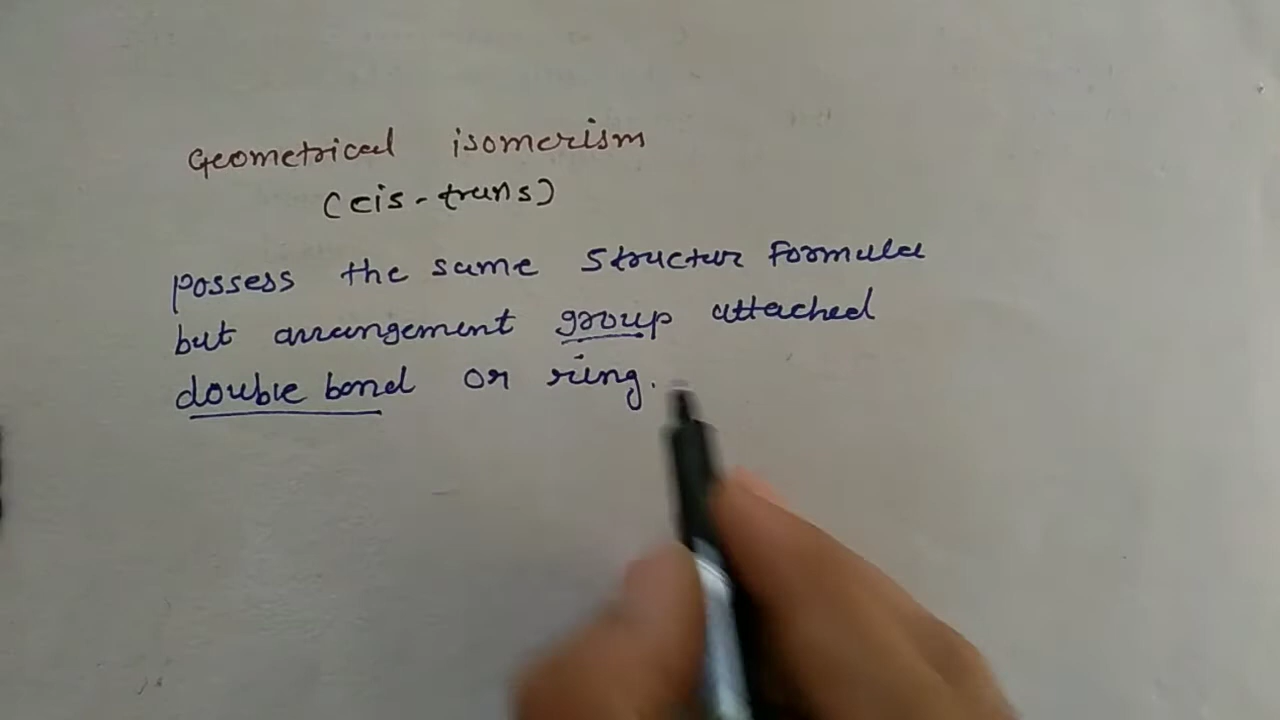 Geometrical isomerism
(cis-trans)
possess the same structur formula
but arrangement group attached
double bond or ring.